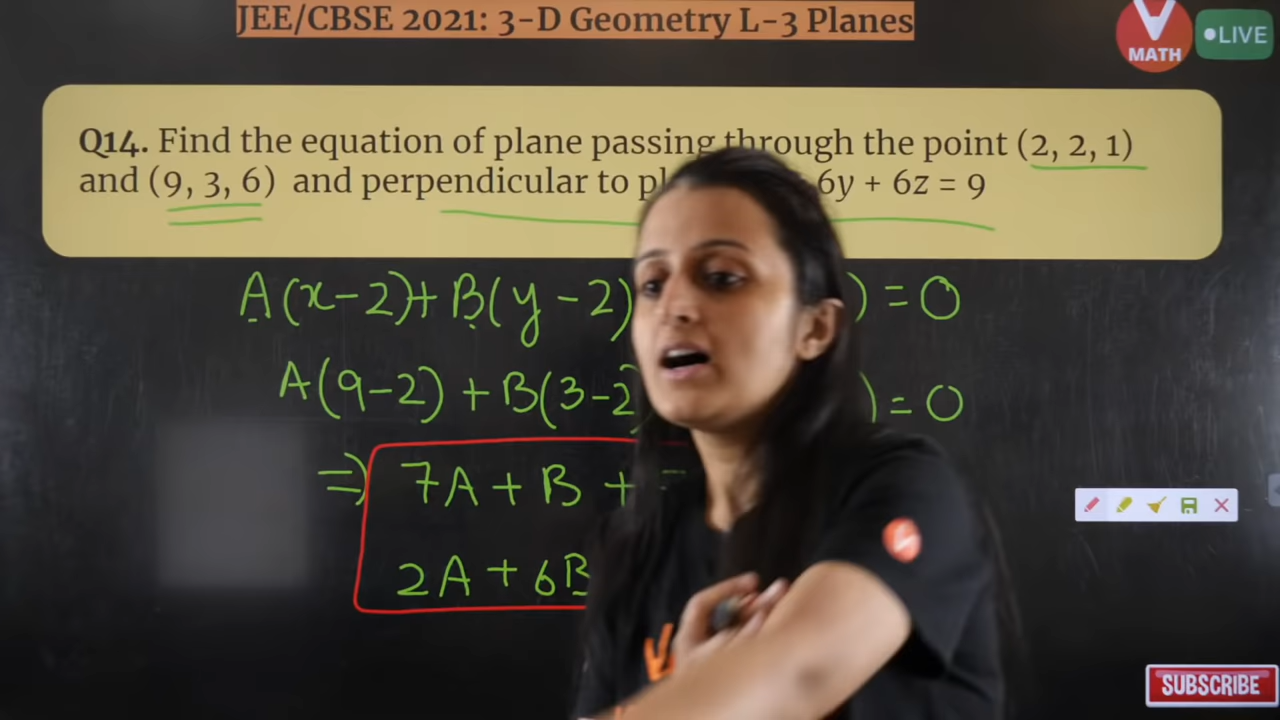 JEE/CBSE 2021: 3-D Geometry L-3 Planes
V
MATH
LIVE
Q14. Find the equation of plane passing through the point (2, 2, 1)
and (9, 3, 6) and perpendicular to pl 6y + 6z = 9
A(x-2)+ B(y-2) ) = 0
A(9-2) + B(3-2 ) = 0
⇒ 7A + B +
2A + 6B
SUBSCRIBE